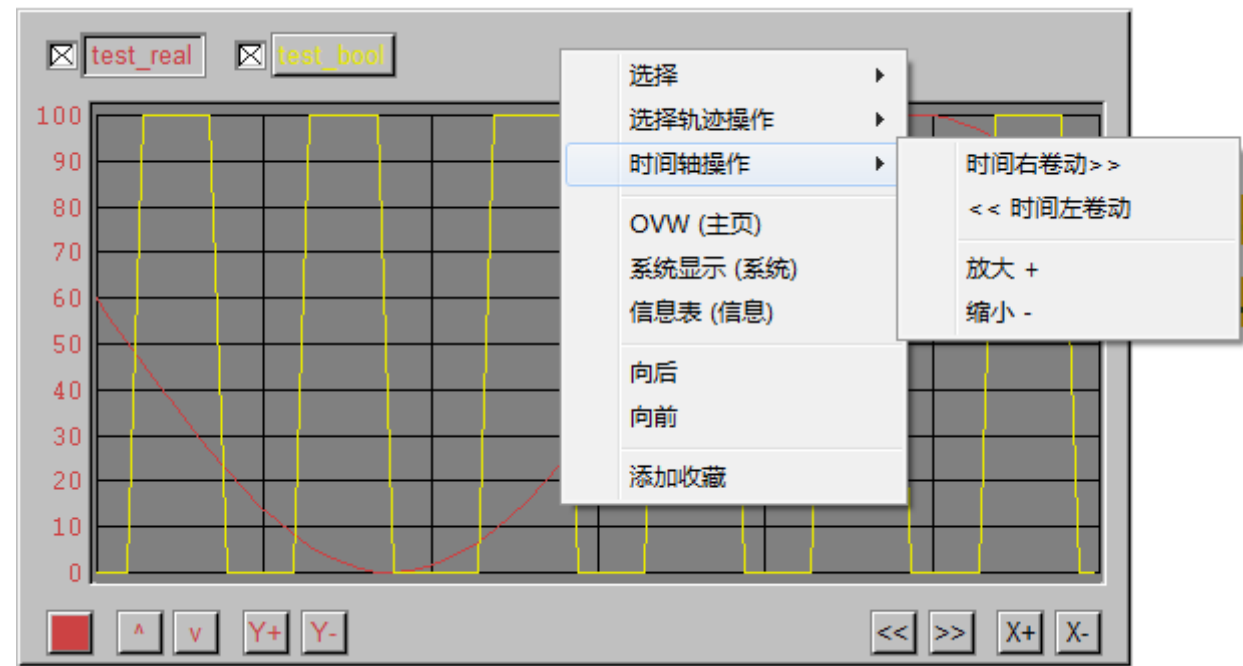 test_real
test_bool
100
90
80
70
60
50
40
30
20
10
0
选择
选择轨迹操作
时间轴操作
OVW (主页)
系统显示 (系统)
信息表 (信息)
向后
向前
添加收藏
时间右卷动>>
<< 时间左卷动
放大 +
缩小 -
^ v Y+ Y- << >> X+ X-